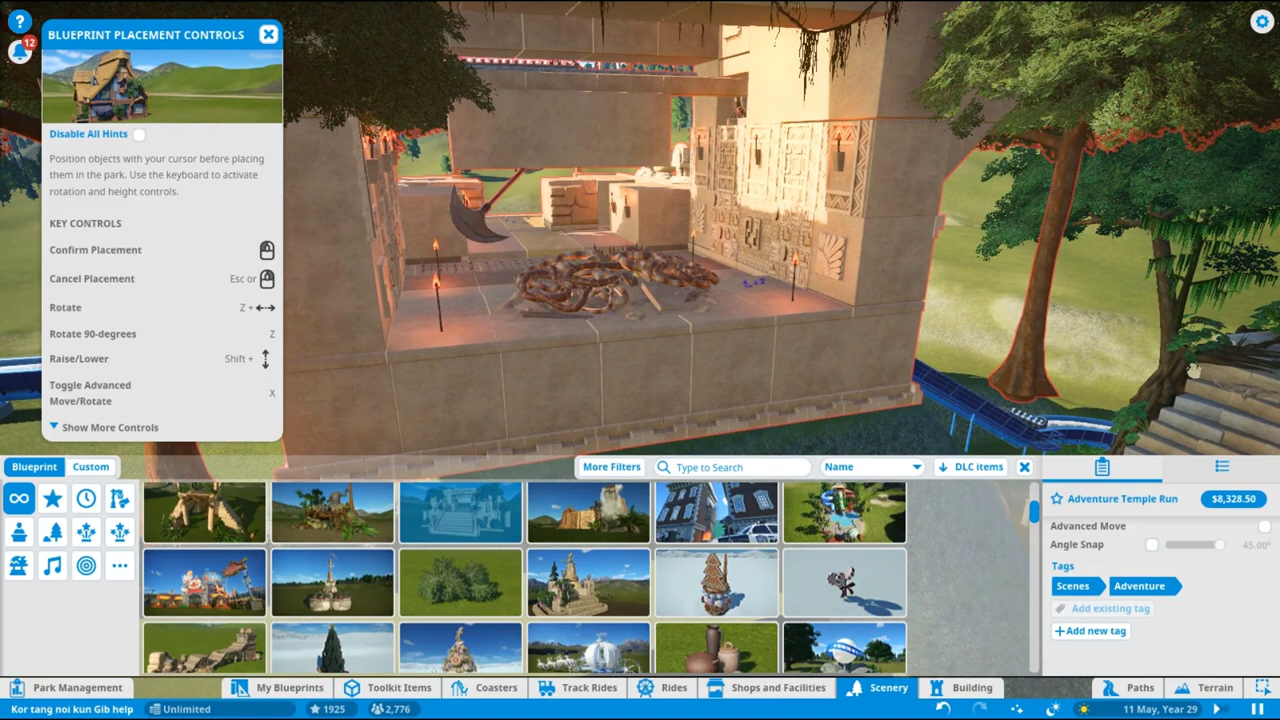 ?
12
BLUEPRINT PLACEMENT CONTROLS
Disable All Hints
Position objects with your cursor before placing
them in the park. Use the keyboard to activate
rotation and height controls.
KEY CONTROLS
Confirm Placement
Cancel Placement Esc or
Rotate Z +
Rotate 90-degrees Z
Raise/Lower Shift +
Toggle Advanced
Move/Rotate X
Show More Controls
Blueprint Custom
More Filters Type to Search Name DLC items
Adventure Temple Run $8,328.50
Advanced Move
Angle Snap 45.00°
Tags
Scenes Adventure
Add existing tag
+Add new tag
Park Management My Blueprints Toolkit Items Coasters Track Rides Rides Shops and Facilities Scenery Building Paths Terrain
Kor tang noi kun Gib help Unlimited 1925 2,776 11 May, Year 29